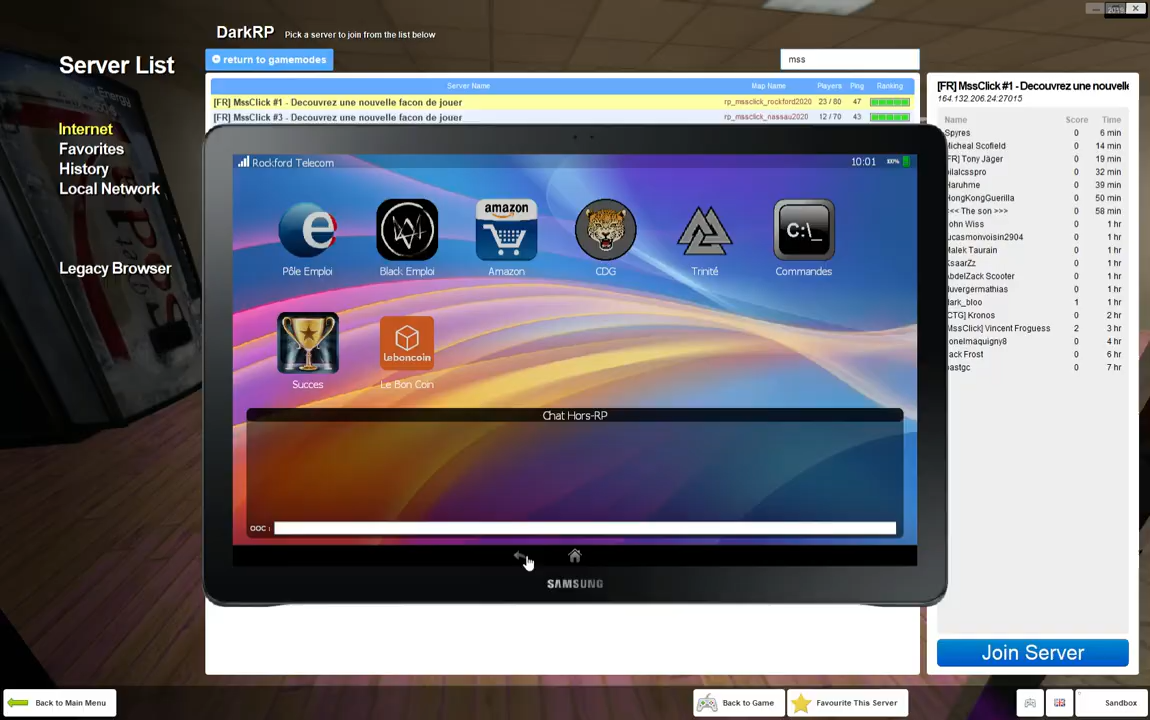 2019
DarkRP Pick a server to join from the list below
Server List
return to gamemodes
mss
Internet
Favorites
History
Local Network
Legacy Browser
Server Name Map Name Players Ping Ranking
[FR] MssClick #1 - Decouvrez une nouvelle facon de jouer rp_mssclick_rockford2020 23 / 80 47
[FR] MssClick #3 - Decouvrez une nouvelle facon de jouer rp_mssclick_nassau2020 12 / 70 43
Rockford Telecom 10:01 100%
amazon
C:\_
Pôle Emploi Black Emploi Amazon CDG Trinité Commandes
leboncoin
Succes Le Bon Coin
Chat Hors-RP
OOC :
SAMSUNG
[FR] MssClick #1 - Decouvrez une nouvelle
164.132.206.24:27015
Name Score Time
Spyres 0 6 min
Micheal Scofield 0 14 min
FR] Tony Jäger 0 19 min
ilalcsspro 0 32 min
Haruhme 0 39 min
HongKongGuerilla 0 50 min
<<< The son >>> 0 58 min
John Wiss 0 1 hr
ucasmonvoisin2904 0 1 hr
Malek Taurain 0 1 hr
KsaarZz 0 1 hr
AbdelZack Scooter 0 1 hr
uvergermathias 0 1 hr
dark_bloo 1 1 hr
CTG] Kronos 0 2 hr
MssClick] Vincent Froguess 2 3 hr
onelmaquigny8 0 4 hr
Jack Frost 0 6 hr
astgc 0 7 hr
Join Server
Back to Main Menu
Back to Game
Favourite This Server
Sandbox